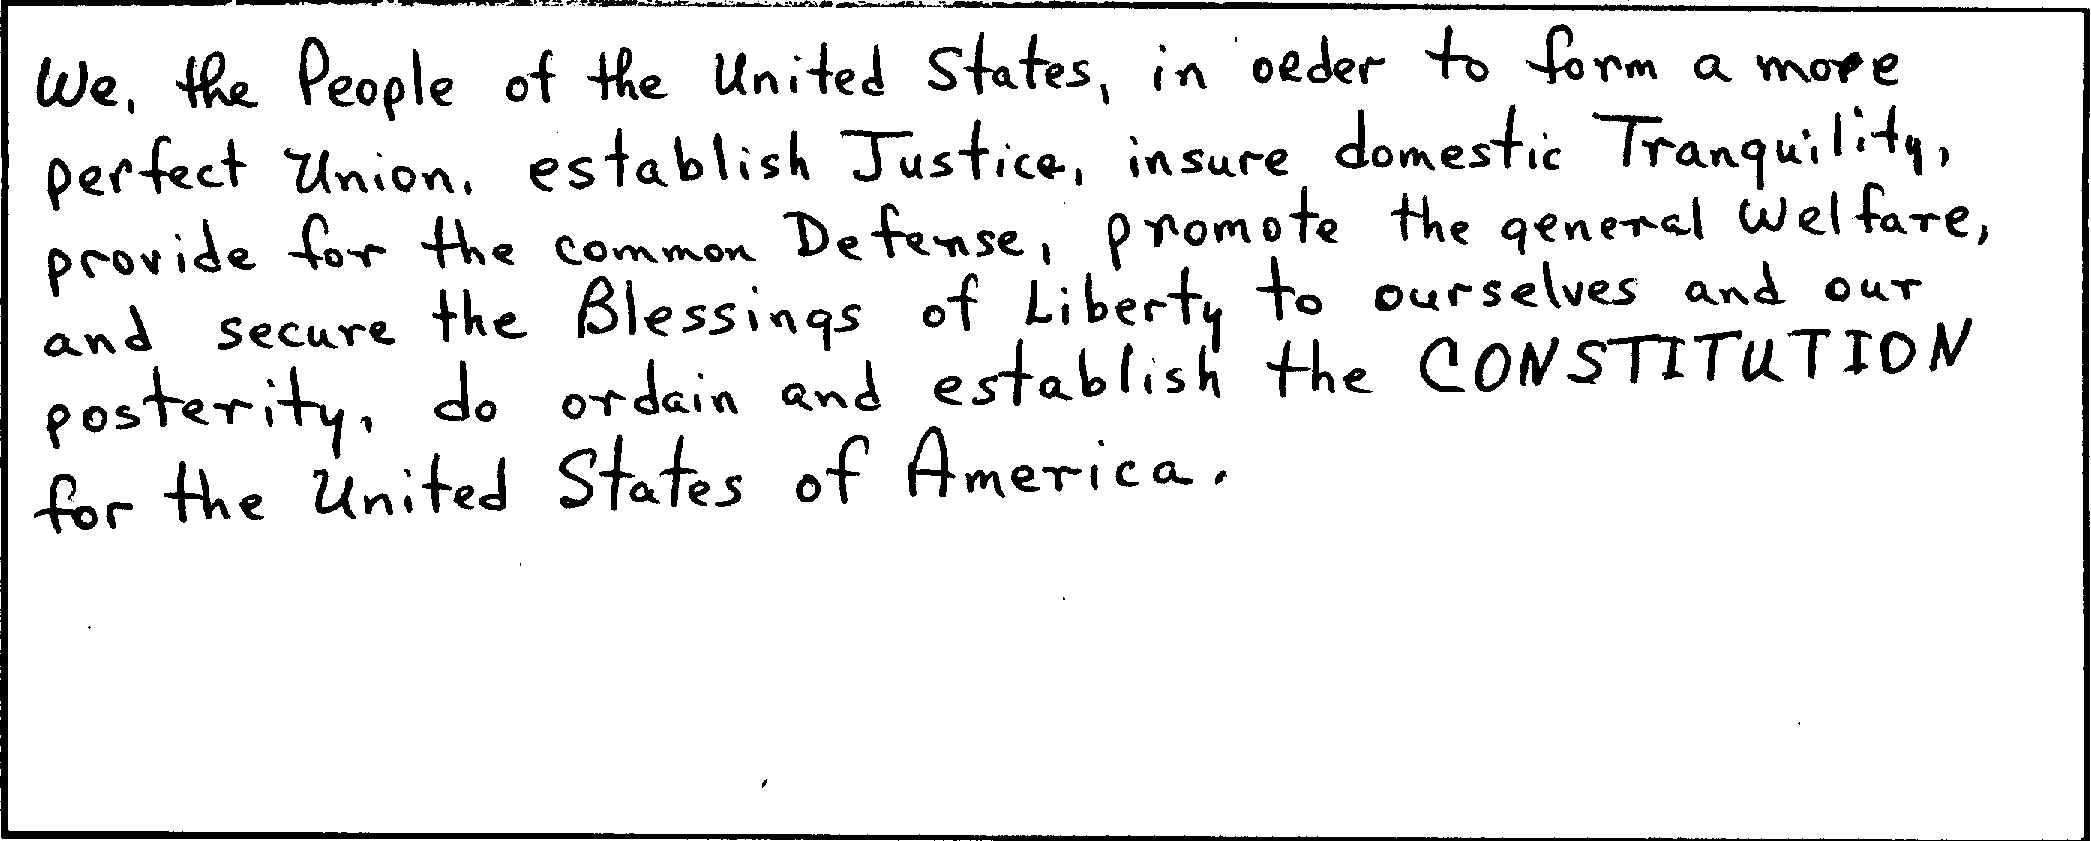 We, the People of the United States, in order to form a more
perfect Union, establish Justice, insure domestic Tranquility,
provide for the common Defense, promote the general Welfare,
and secure the Blessings of Liberty to ourselves and our
posterity, do ordain and establish the CONSTITUTION
for the United States of America.